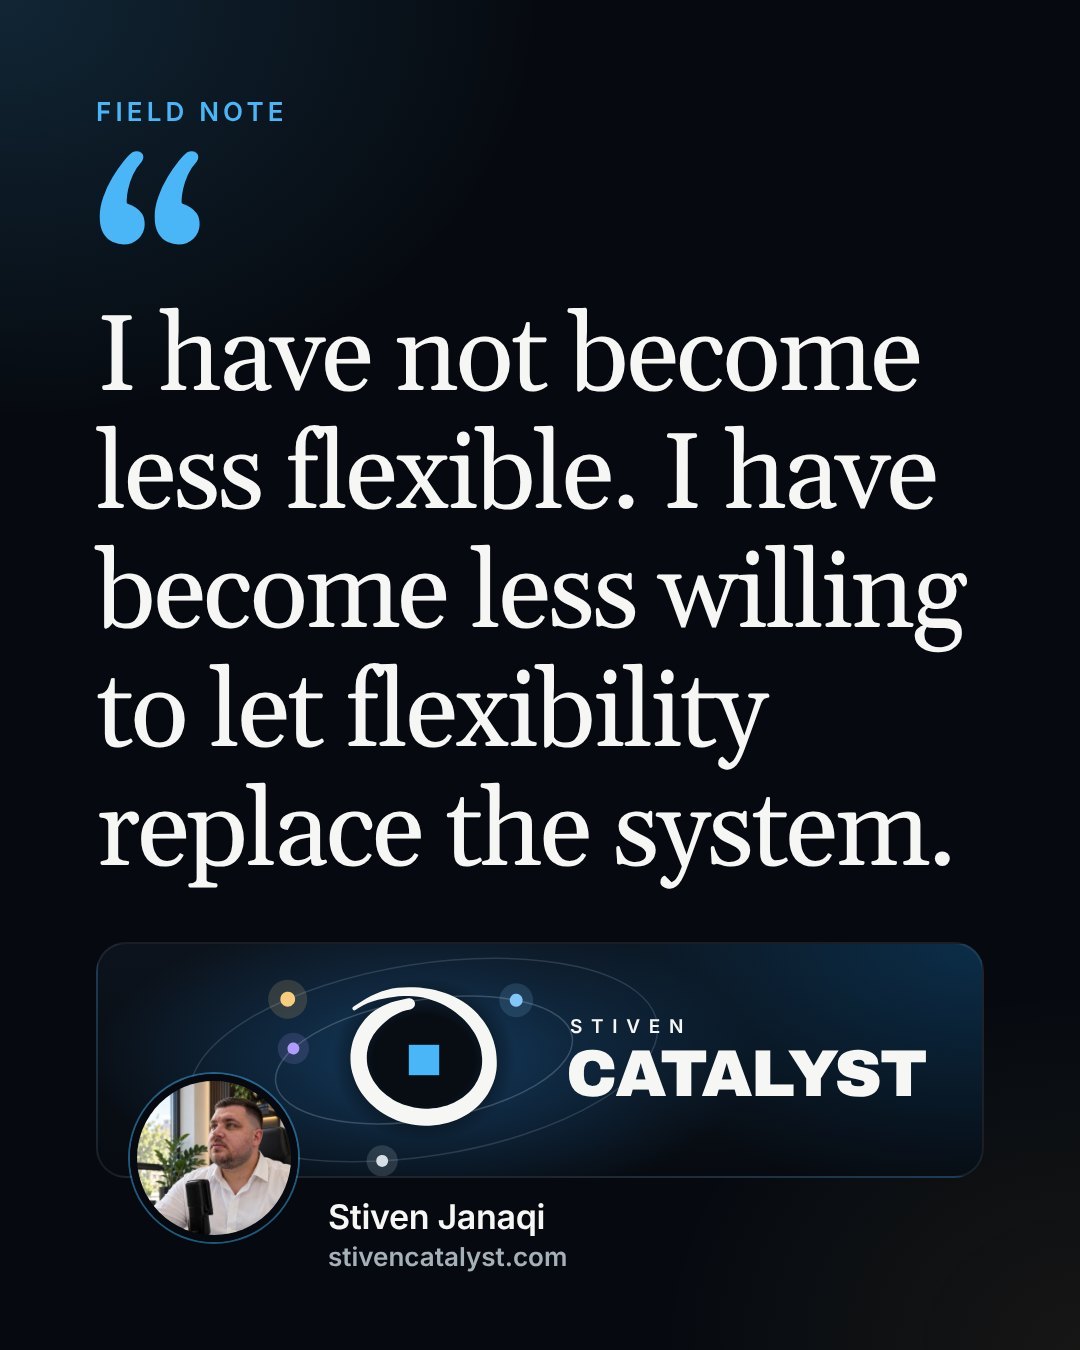 FIELD NOTE
“
I have not become
less flexible. I have
become less willing
to let flexibility
replace the system.
STIVEN
CATALYST
Stiven Janaqi
stivencatalyst.com